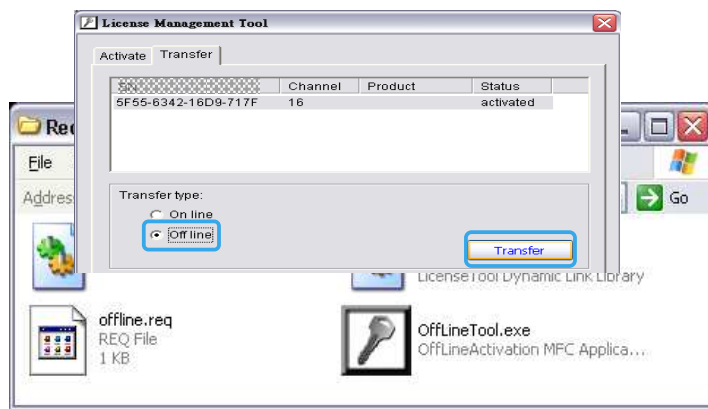 License Management Tool
Activate Transfer
SN Channel Product Status
5F55-6342-16D9-717F 16 activated
Req
File
Addres Go
Transfer type:
On line
Off line
Transfer
LicenseTool Dynamic Link Library
offline.req
REQ File
1 KB
OffLineTool.exe
OffLineActivation MFC Applica...